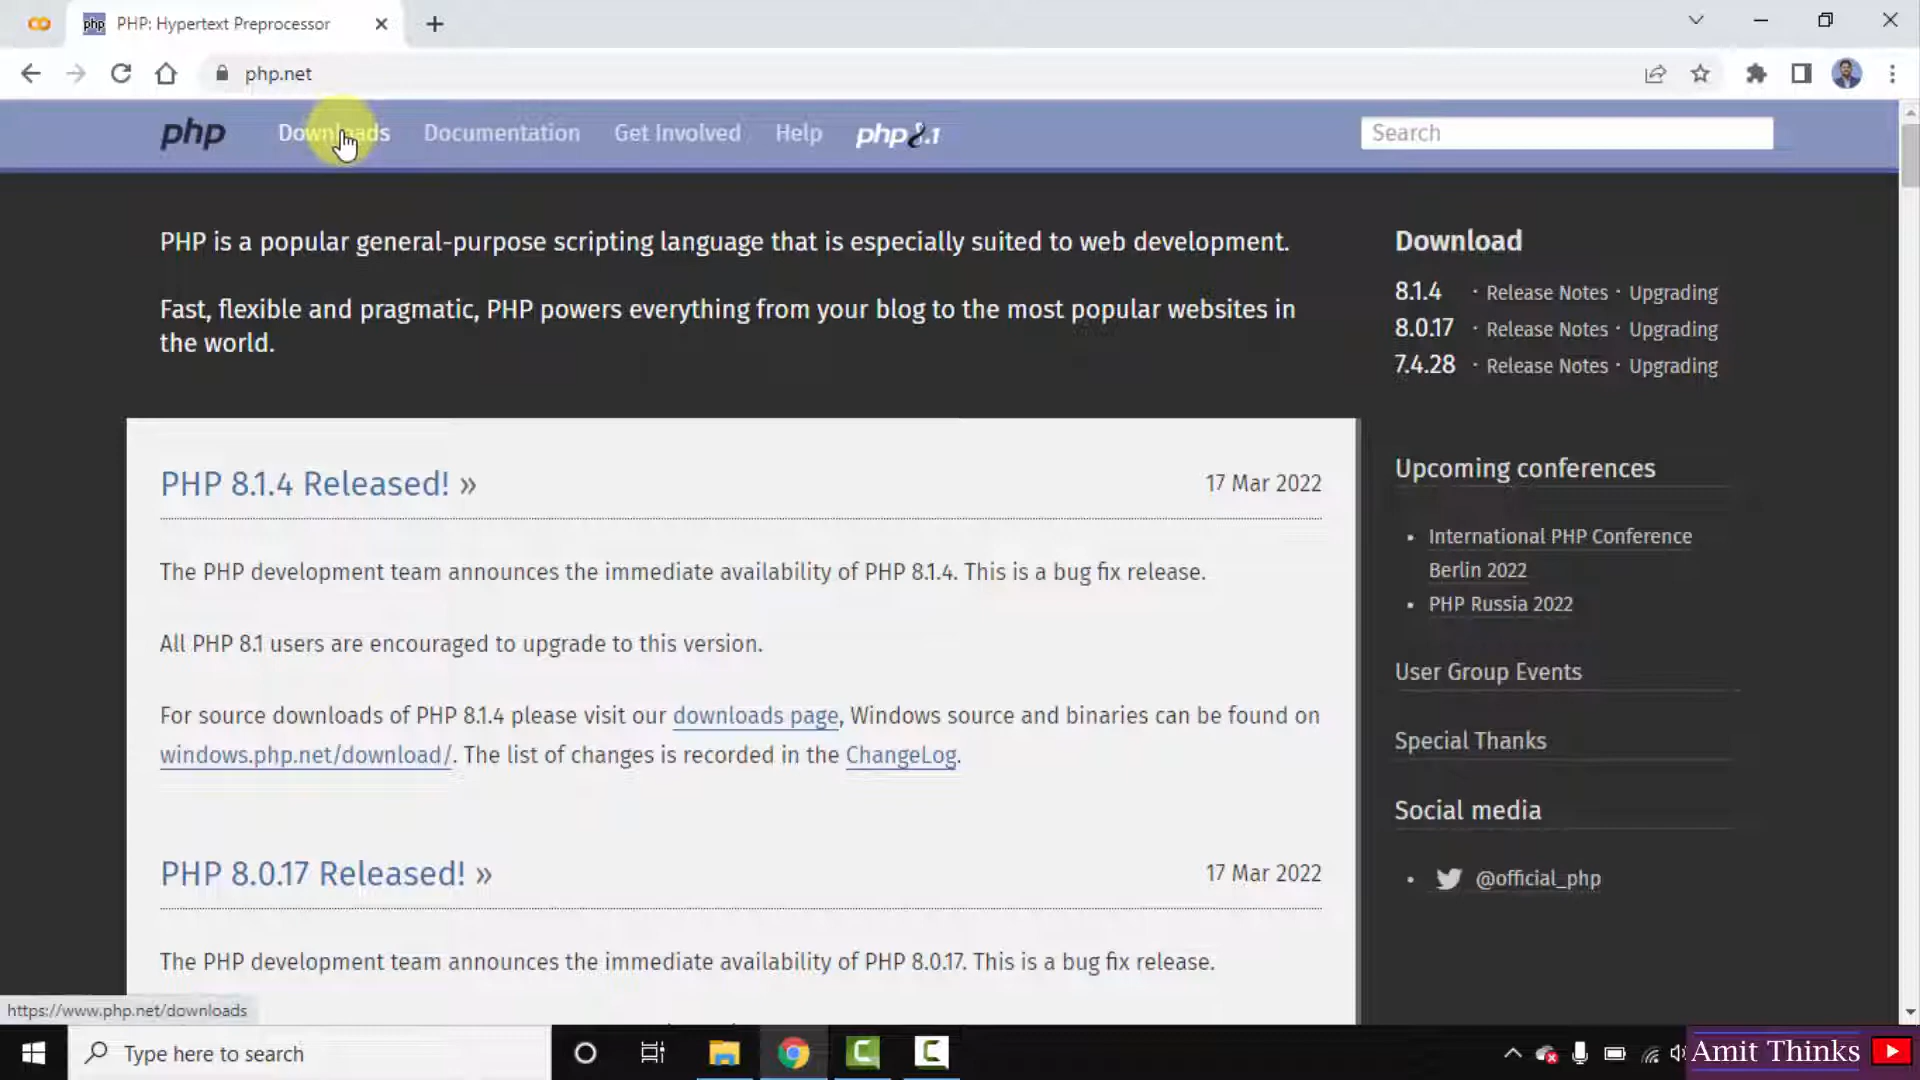 PHP: Hypertext Preprocessor
php.net
php Downloads Documentation Get Involved Help php8.1 Search
PHP is a popular general-purpose scripting language that is especially suited to web development.
Fast, flexible and pragmatic, PHP powers everything from your blog to the most popular websites in
the world.
Download
8.1.4 · Release Notes · Upgrading
8.0.17 · Release Notes · Upgrading
7.4.28 · Release Notes · Upgrading
PHP 8.1.4 Released! » 17 Mar 2022
The PHP development team announces the immediate availability of PHP 8.1.4. This is a bug fix release.
All PHP 8.1 users are encouraged to upgrade to this version.
For source downloads of PHP 8.1.4 please visit our downloads page, Windows source and binaries can be found on
windows.php.net/download/. The list of changes is recorded in the ChangeLog.
PHP 8.0.17 Released! » 17 Mar 2022
The PHP development team announces the immediate availability of PHP 8.0.17. This is a bug fix release.
Upcoming conferences
• International PHP Conference
Berlin 2022
• PHP Russia 2022
User Group Events
Special Thanks
Social media
• @official_php
https://www.php.net/downloads
Type here to search
Amit Thinks